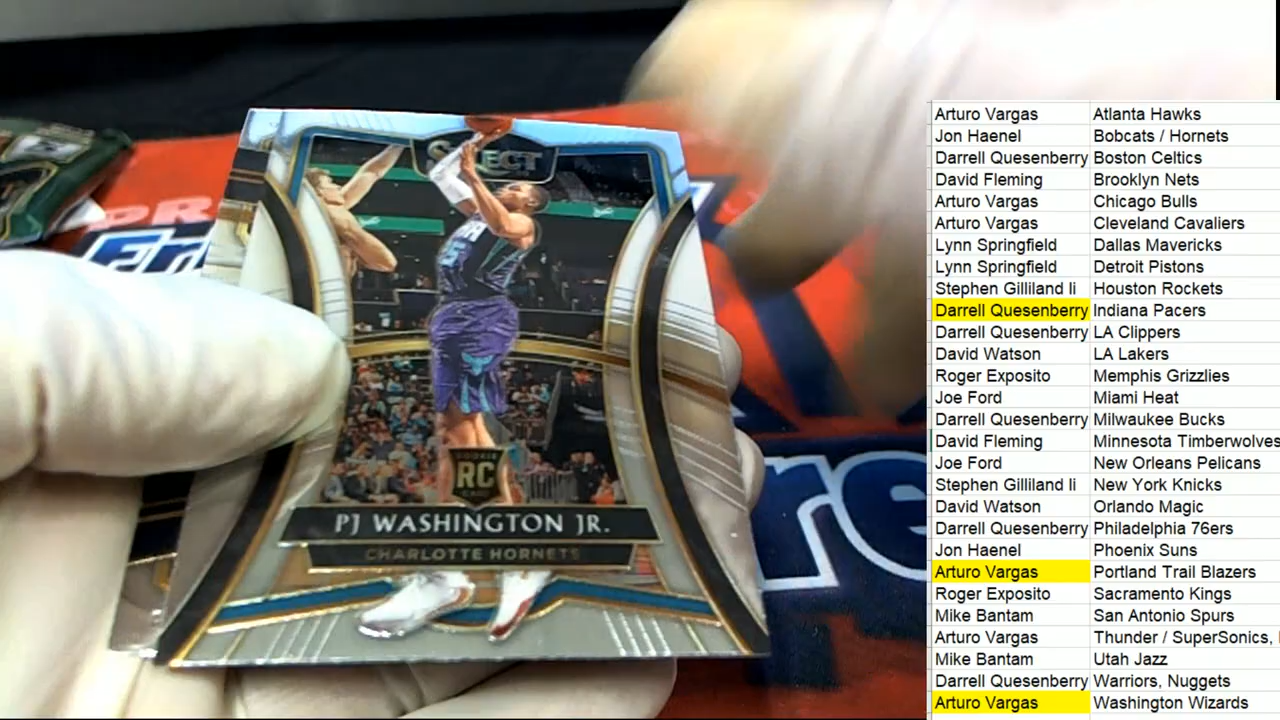 SELECT
ROOKIE
RC
CARD
PJ WASHINGTON JR.
CHARLOTTE HORNETS
PR
Fr
re
Arturo Vargas Atlanta Hawks
Jon Haenel Bobcats / Hornets
Darrell Quesenberry Boston Celtics
David Fleming Brooklyn Nets
Arturo Vargas Chicago Bulls
Arturo Vargas Cleveland Cavaliers
Lynn Springfield Dallas Mavericks
Lynn Springfield Detroit Pistons
Stephen Gilliland Ii Houston Rockets
Darrell Quesenberry Indiana Pacers
Darrell Quesenberry LA Clippers
David Watson LA Lakers
Roger Exposito Memphis Grizzlies
Joe Ford Miami Heat
Darrell Quesenberry Milwaukee Bucks
David Fleming Minnesota Timberwolves
Joe Ford New Orleans Pelicans
Stephen Gilliland Ii New York Knicks
David Watson Orlando Magic
Darrell Quesenberry Philadelphia 76ers
Jon Haenel Phoenix Suns
Arturo Vargas Portland Trail Blazers
Roger Exposito Sacramento Kings
Mike Bantam San Antonio Spurs
Arturo Vargas Thunder / SuperSonics,
Mike Bantam Utah Jazz
Darrell Quesenberry Warriors, Nuggets
Arturo Vargas Washington Wizards